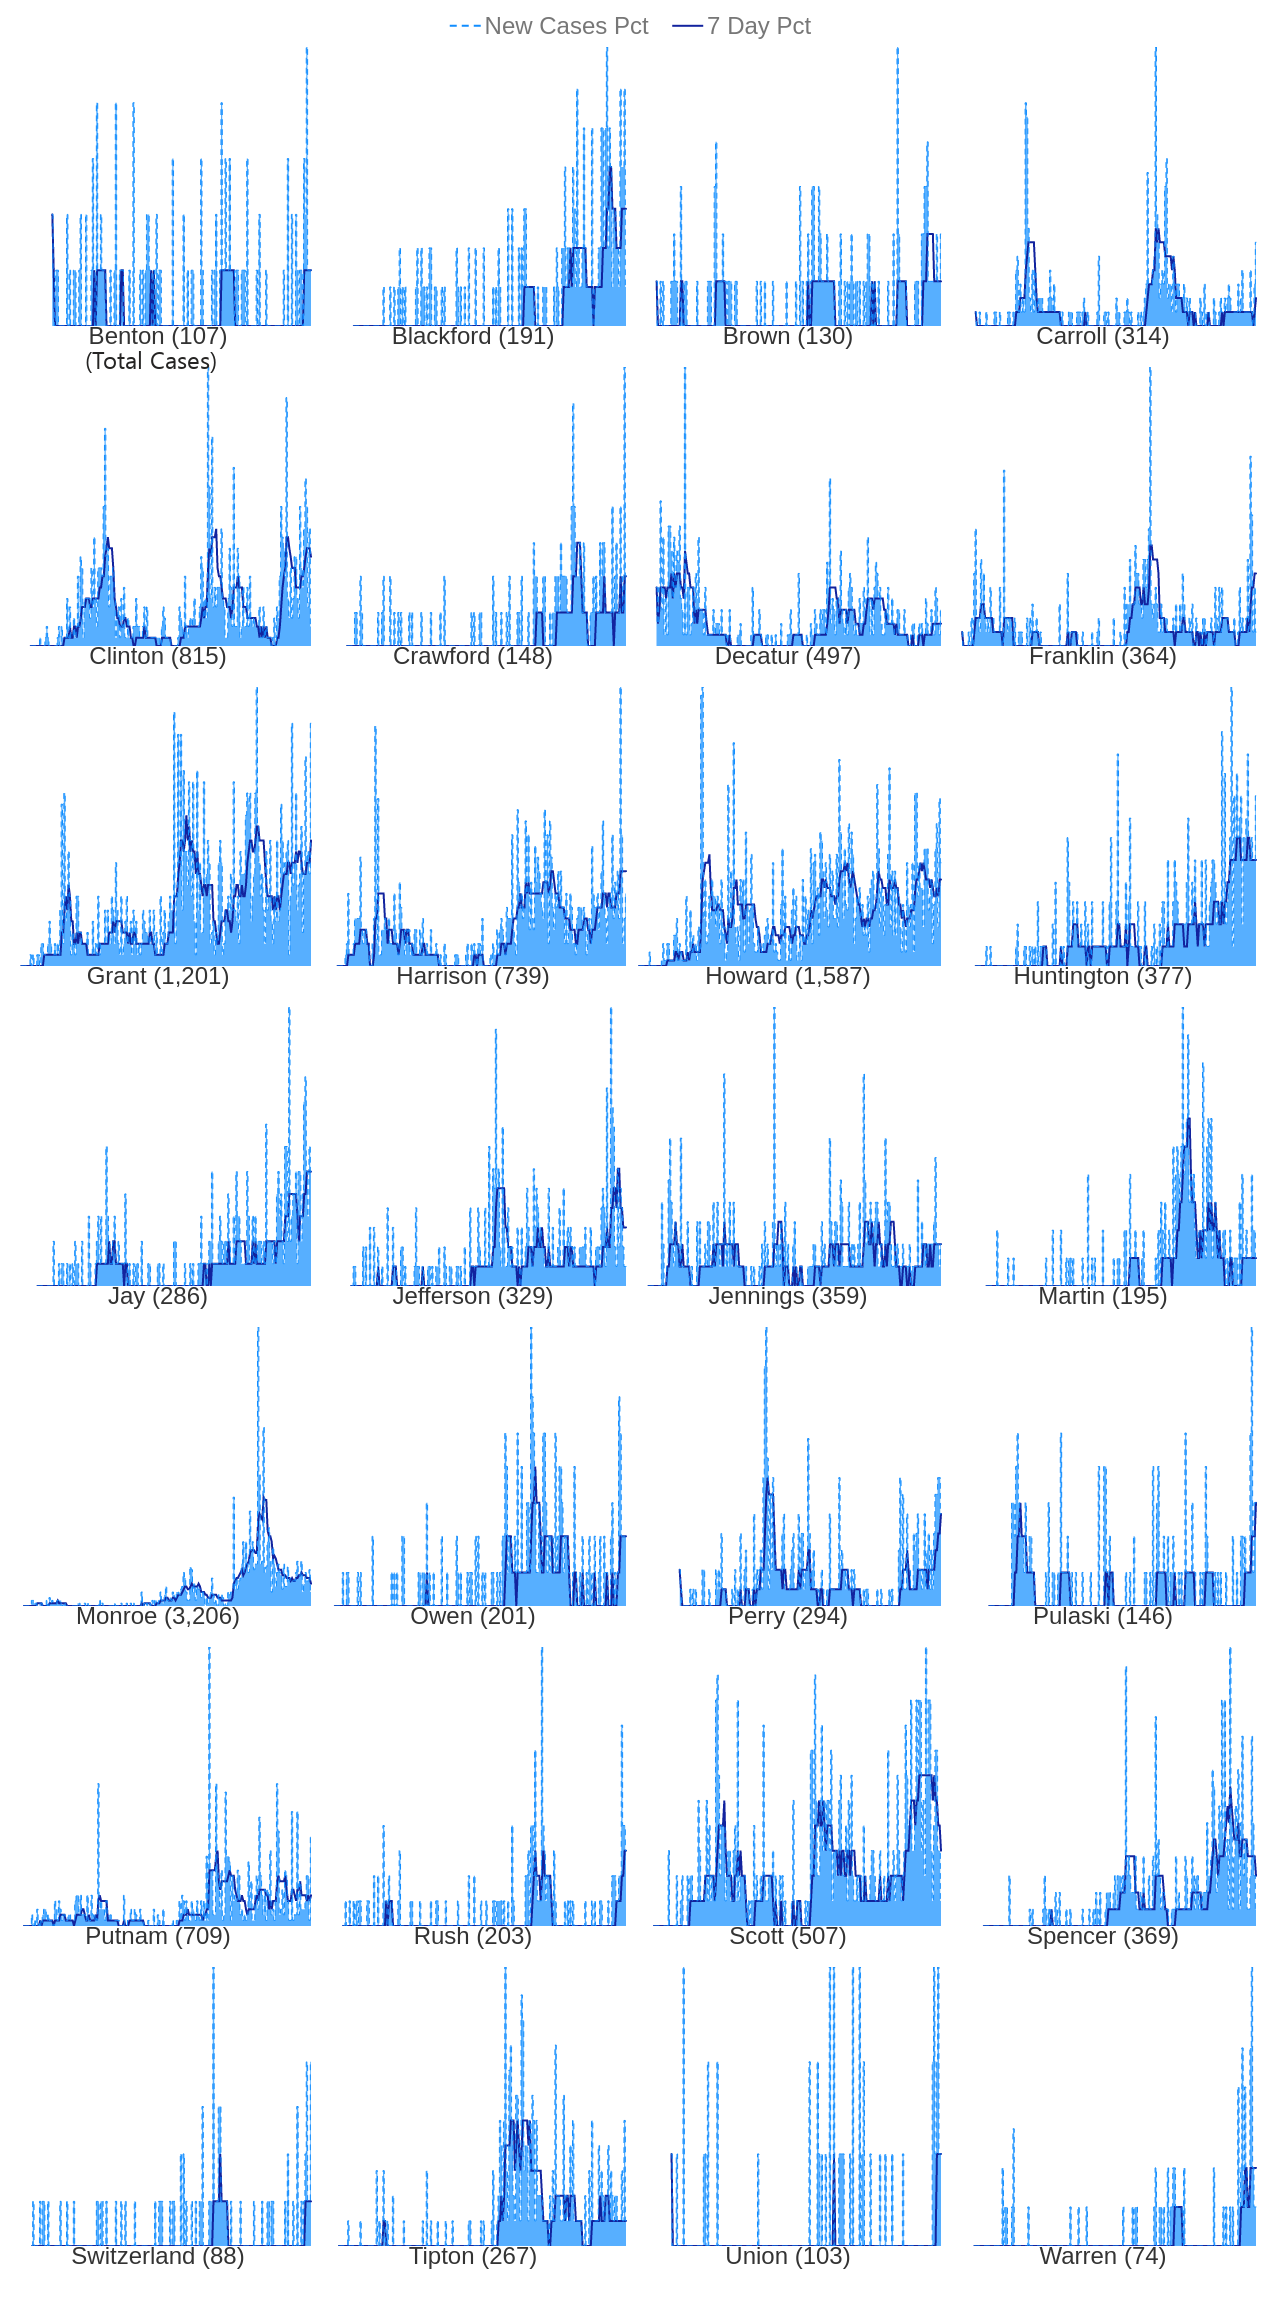 New Cases Pct 7 Day Pct
Benton (107) Blackford (191) Brown (130) Carroll (314)
(Total Cases)
Clinton (815) Crawford (148) Decatur (497) Franklin (364)
Grant (1,201) Harrison (739) Howard (1,587) Huntington (377)
Jay (286) Jefferson (329) Jennings (359) Martin (195)
Monroe (3,206) Owen (201) Perry (294) Pulaski (146)
Putnam (709) Rush (203) Scott (507) Spencer (369)
Switzerland (88) Tipton (267) Union (103) Warren (74)